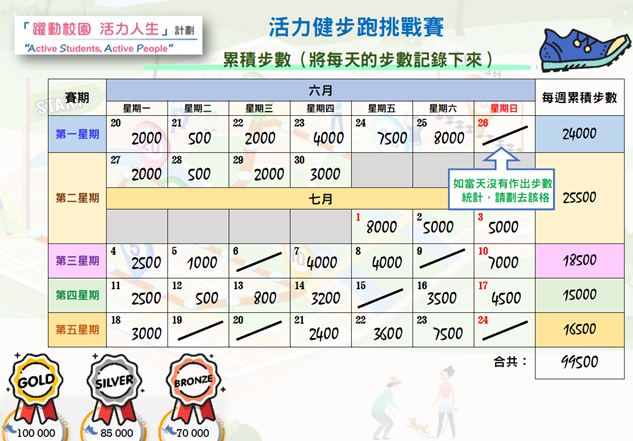 「躍動校園 活力人生」計劃
"Active Students, Active People"
活力健步跑挑戰賽
累積步數（將每天的步數記錄下來）
賽期 六月 每週累積步數
星期一 星期二 星期三 星期四 星期五 星期六 星期日
第一星期 20 2000 21 500 22 2000 23 4000 24 7500 25 8000 26 24000
第二星期 27 2000 28 500 29 2000 30 3000 25500
如當天沒有作出步數
統計，請劃去該格
七月
1 8000 2 5000 3 5000
第三星期 4 2500 5 1000 6 7 4000 8 4000 9 10 7000 18500
第四星期 11 2500 12 500 13 800 14 3200 15 16 3500 17 4500 15000
第五星期 18 3000 19 20 21 2400 22 3600 23 7500 24 16500
合共： 99500
GOLD SILVER BRONZE
100 000 85 000 70 000
START